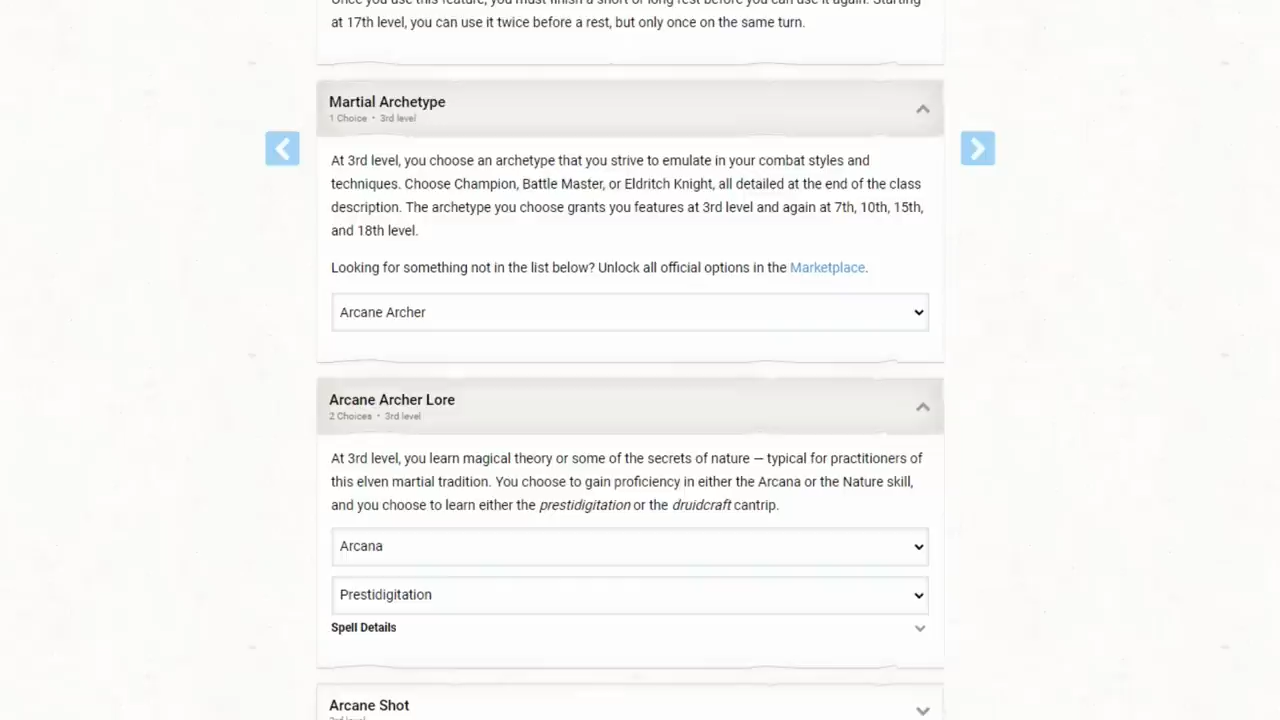 Once you use this feature, you must finish a short or long rest before you can use it again. Starting
at 17th level, you can use it twice before a rest, but only once on the same turn.
Martial Archetype
1 Choice • 3rd level
At 3rd level, you choose an archetype that you strive to emulate in your combat styles and
techniques. Choose Champion, Battle Master, or Eldritch Knight, all detailed at the end of the class
description. The archetype you choose grants you features at 3rd level and again at 7th, 10th, 15th,
and 18th level.
Looking for something not in the list below? Unlock all official options in the Marketplace.
Arcane Archer
Arcane Archer Lore
2 Choices • 3rd level
At 3rd level, you learn magical theory or some of the secrets of nature — typical for practitioners of
this elven martial tradition. You choose to gain proficiency in either the Arcana or the Nature skill,
and you choose to learn either the prestidigitation or the druidcraft cantrip.
Arcana
Prestidigitation
Spell Details
Arcane Shot
3rd level